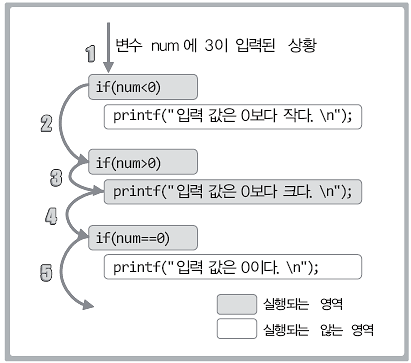 1 변수 num 에 3이 입력된 상황
if(num<0)
printf("입력 값은 0보다 작다. \n");
2
if(num>0)
3
printf("입력 값은 0보다 크다. \n");
4
if(num==0)
printf("입력 값은 0이다. \n");
5
실행되는 영역
실행되는 않는 영역